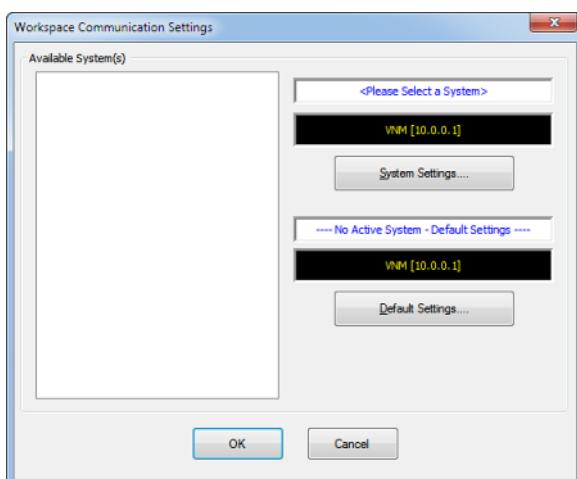 Workspace Communication Settings
Available System(s)
<Please Select a System>
VNM [10.0.0.1]
System Settings....
---- No Active System - Default Settings ----
VNM [10.0.0.1]
Default Settings....
OK
Cancel